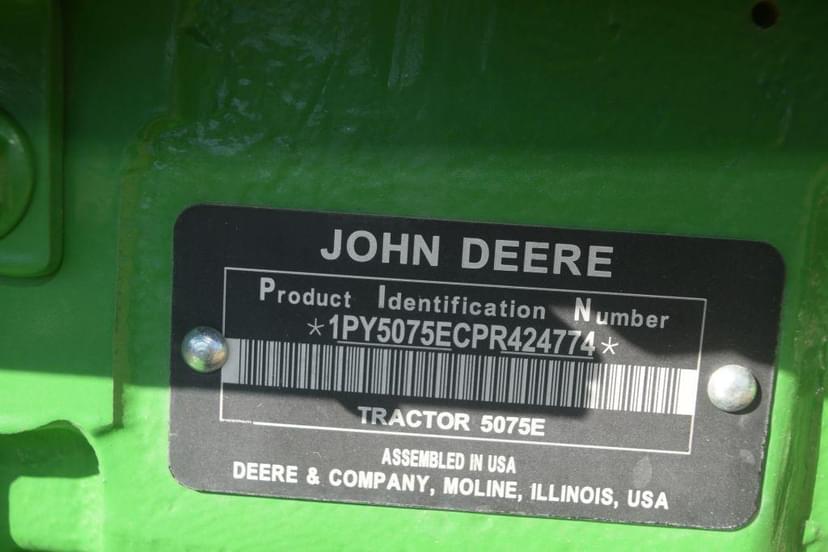 JOHN DEERE
Product Identification Number
*1PY5075ECPR424774*
TRACTOR 5075E
ASSEMBLED IN USA
DEERE & COMPANY, MOLINE, ILLINOIS, USA